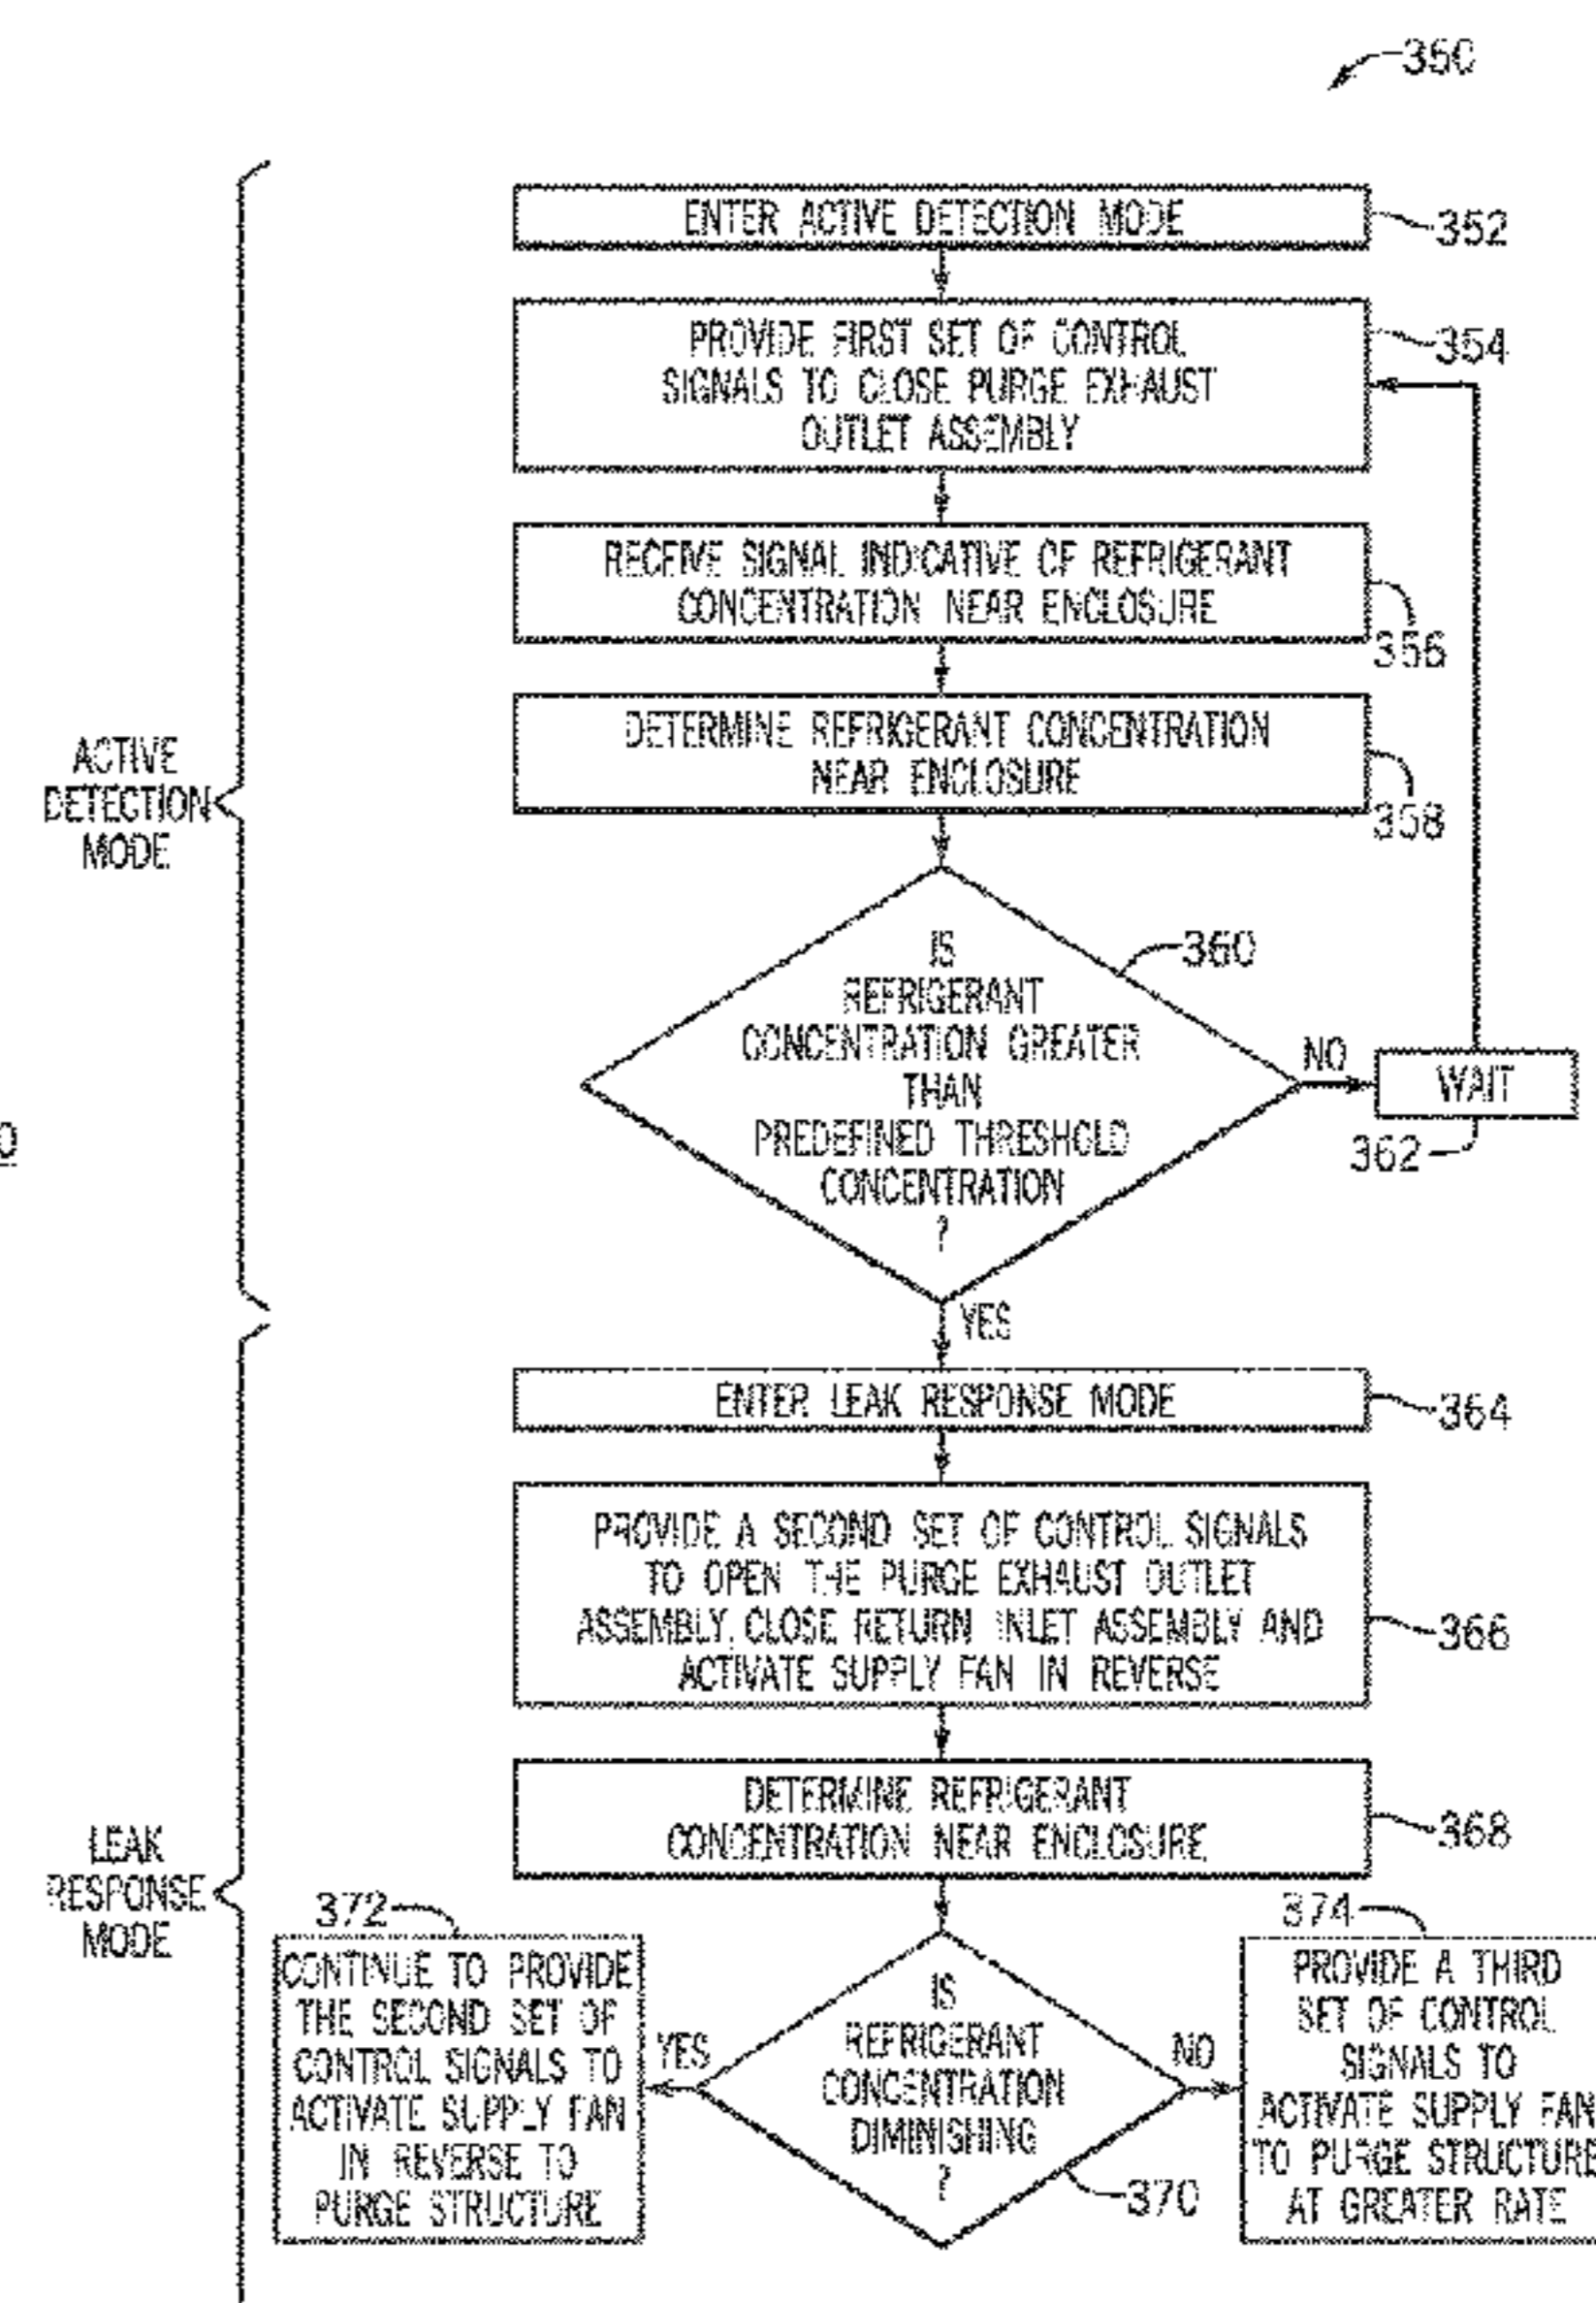 350
ENTER ACTIVE DETECTION MODE
352
PROVIDE FIRST SET OF CONTROL
SIGNALS TO CLOSE PURGE EXHAUST
OUTLET ASSEMBLY
354
RECEIVE SIGNAL INDICATIVE OF REFRIGERANT
CONCENTRATION NEAR ENCLOSURE
356
DETERMINE REFRIGERANT CONCENTRATION
NEAR ENCLOSURE
358
ACTIVE
DETECTION
MODE
IS
REFRIGERANT
CONCENTRATION GREATER
THAN
PREDEFINED THRESHOLD
CONCENTRATION
?
360
NO
WAIT
362
YES
ENTER LEAK RESPONSE MODE
364
PROVIDE A SECOND SET OF CONTROL SIGNALS
TO OPEN THE PURGE EXHAUST OUTLET
ASSEMBLY, CLOSE RETURN INLET ASSEMBLY AND
ACTIVATE SUPPLY FAN IN REVERSE
366
DETERMINE REFRIGERANT
CONCENTRATION NEAR ENCLOSURE
368
LEAK
RESPONSE
MODE
372
CONTINUE TO PROVIDE
THE SECOND SET OF
CONTROL SIGNALS TO
ACTIVATE SUPPLY FAN
IN REVERSE TO
PURGE STRUCTURE
YES
IS
REFRIGERANT
CONCENTRATION
DIMINISHING
?
370
NO
374
PROVIDE A THIRD
SET OF CONTROL
SIGNALS TO
ACTIVATE SUPPLY FAN
TO PURGE STRUCTURE
AT GREATER RATE